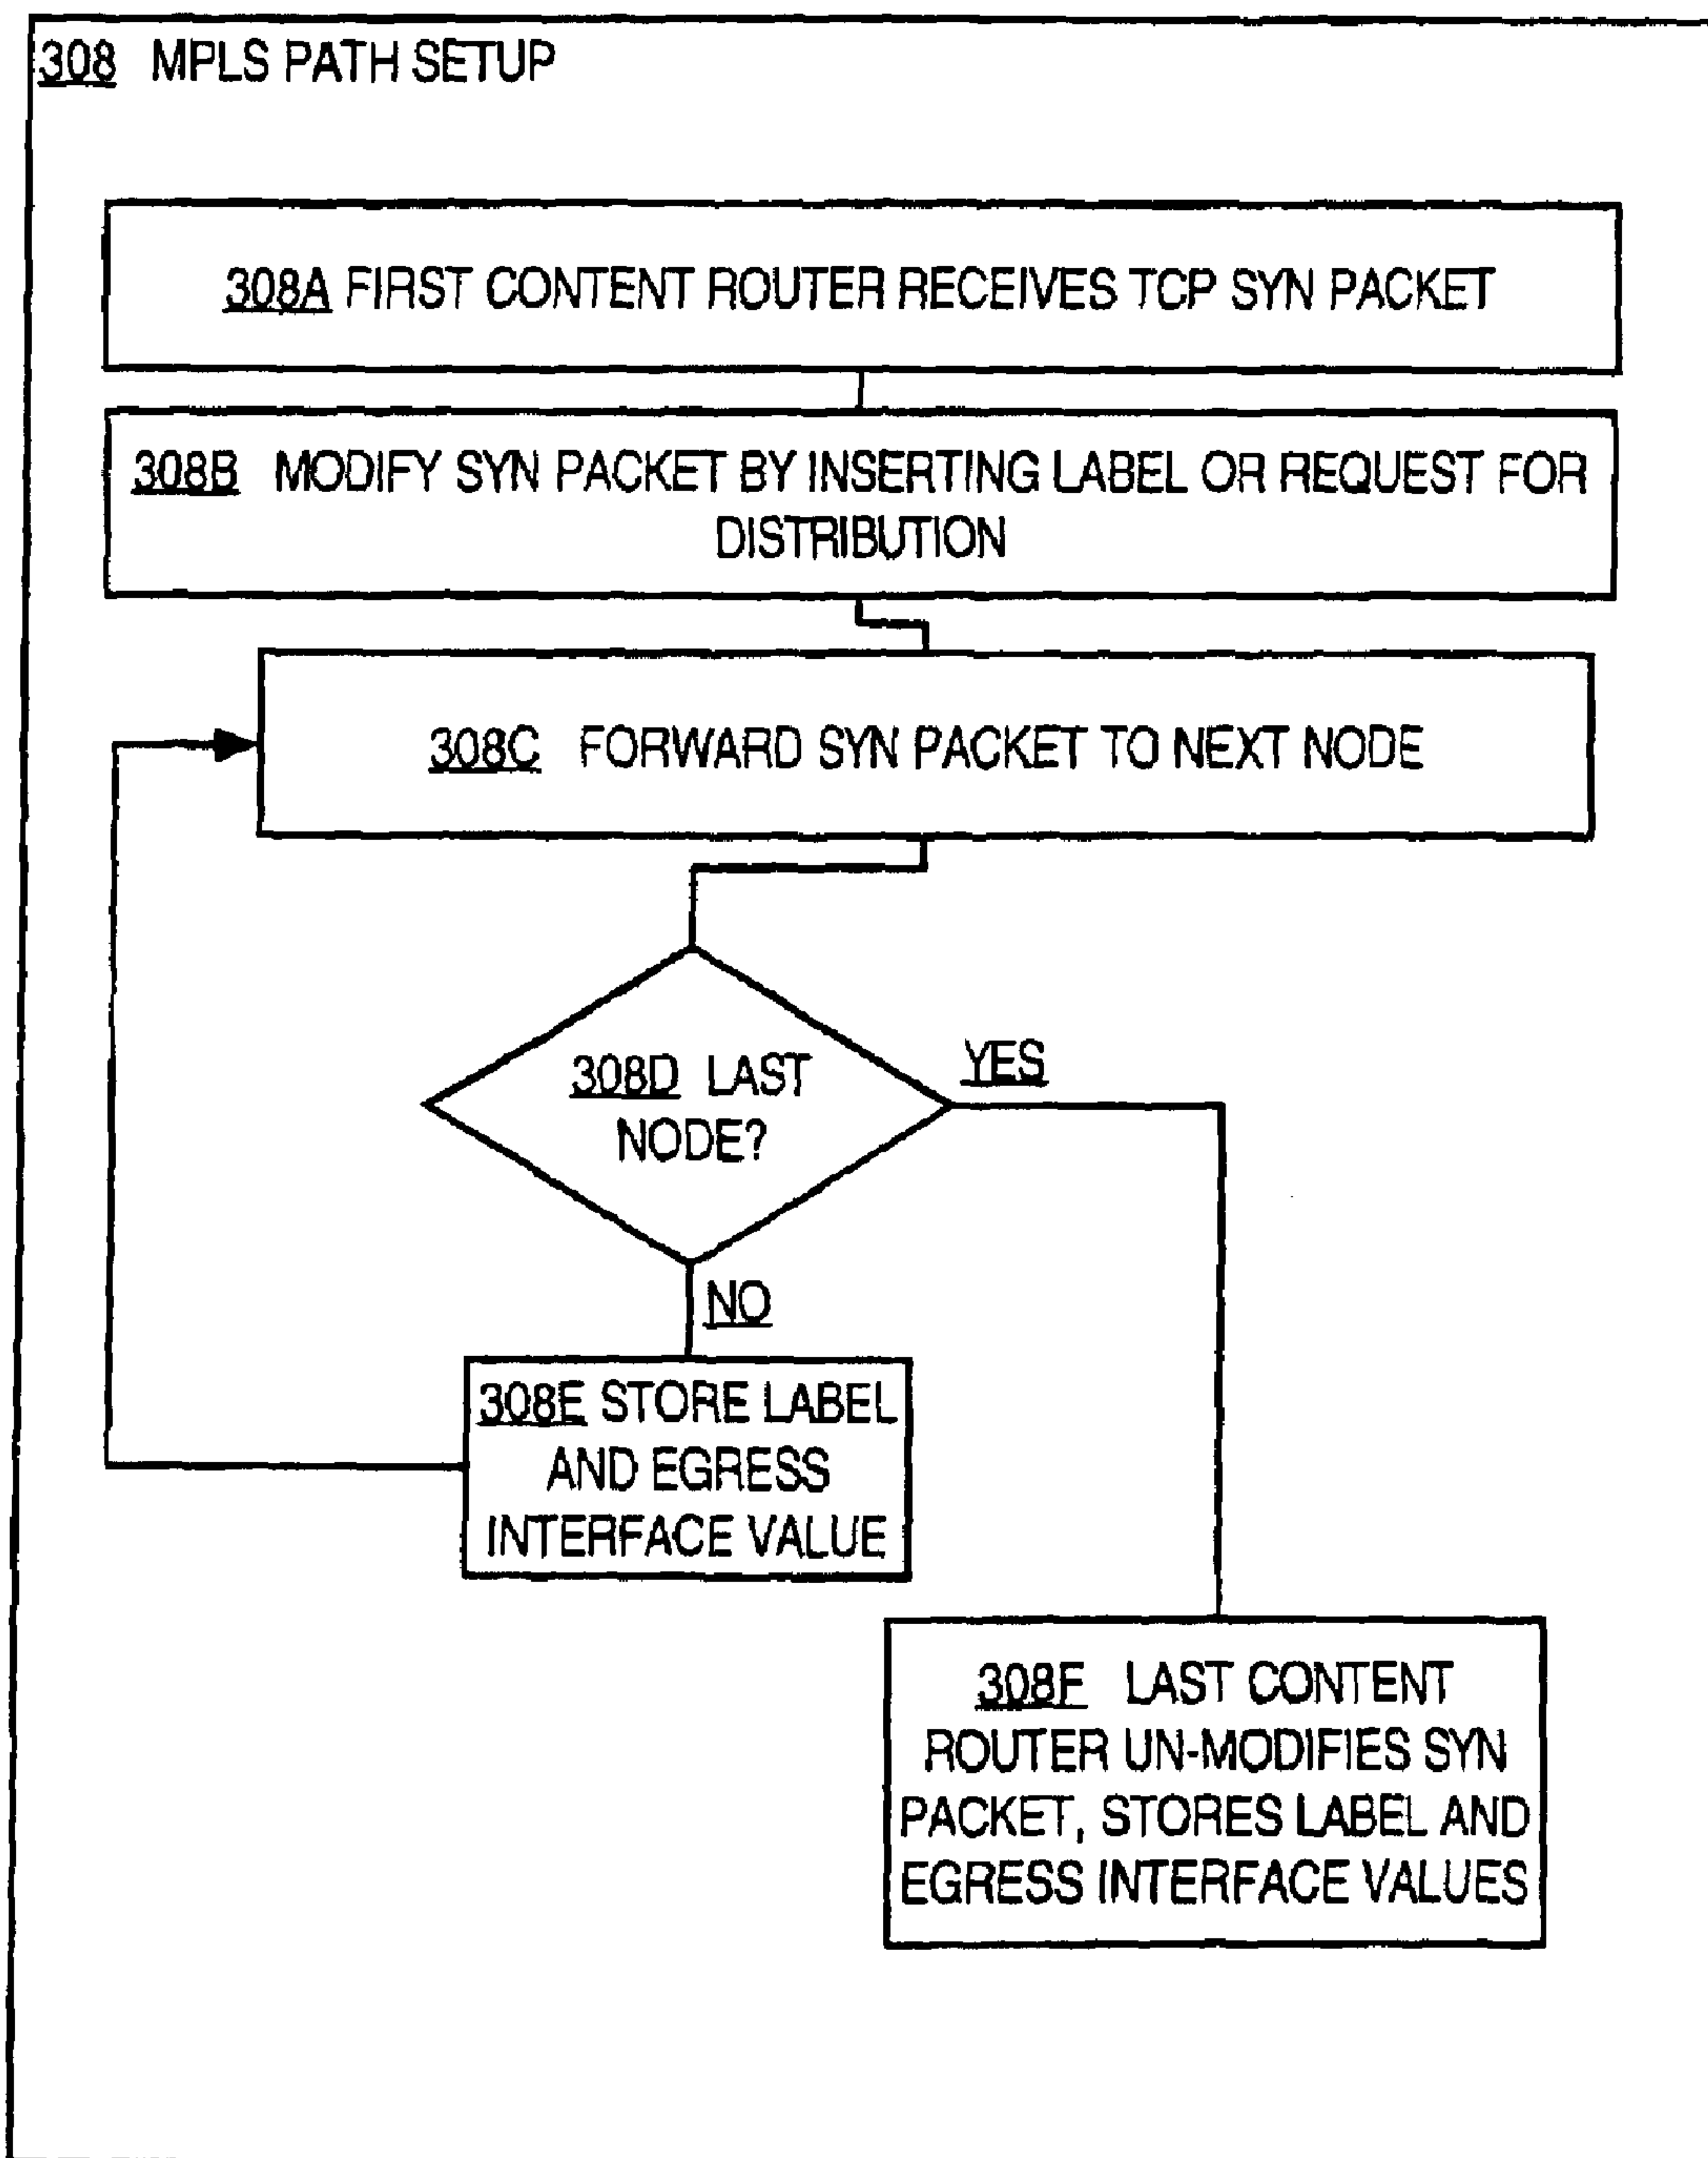 308 MPLS PATH SETUP
308A FIRST CONTENT ROUTER RECEIVES TCP SYN PACKET
308B MODIFY SYN PACKET BY INSERTING LABEL OR REQUEST FOR
DISTRIBUTION
308C FORWARD SYN PACKET TO NEXT NODE
308D LAST
NODE?
YES
NO
308E STORE LABEL
AND EGRESS
INTERFACE VALUE
308F LAST CONTENT
ROUTER UN-MODIFIES SYN
PACKET, STORES LABEL AND
EGRESS INTERFACE VALUES